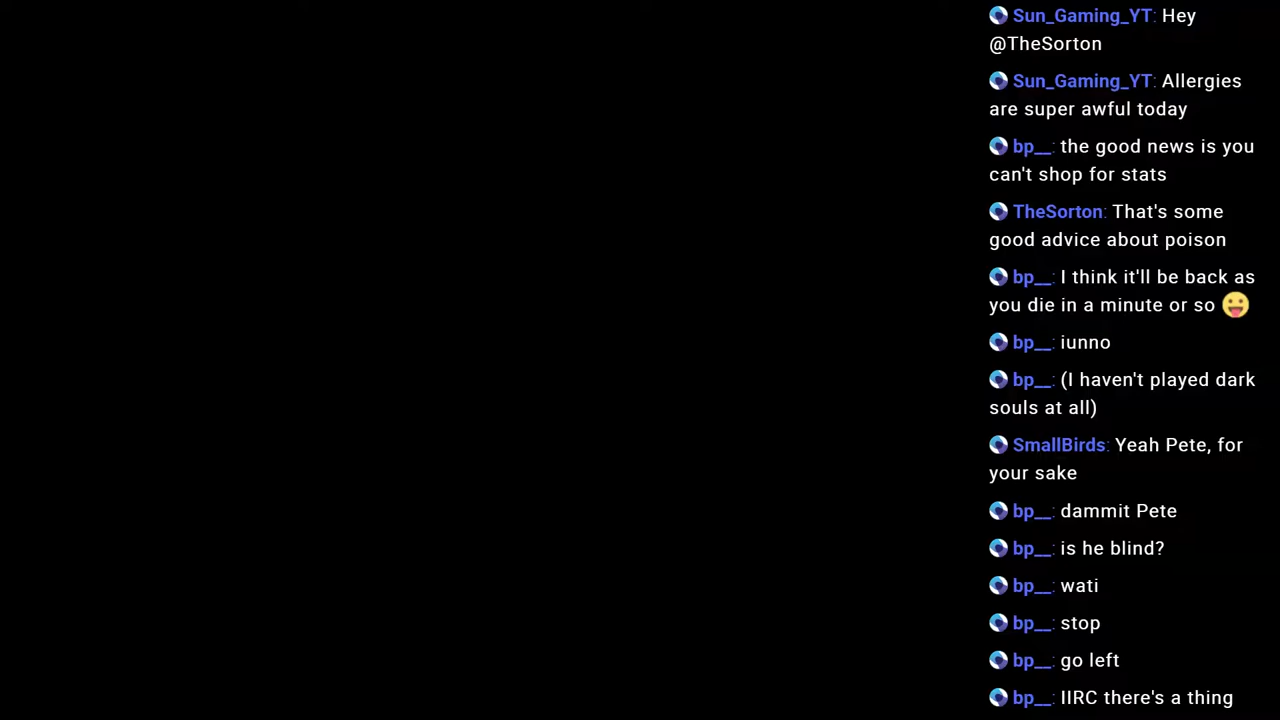 Sun_Gaming_YT: Hey
@TheSorton
Sun_Gaming_YT: Allergies
are super awful today
bp__: the good news is you
can't shop for stats
TheSorton: That's some
good advice about poison
bp__: I think it'll be back as
you die in a minute or so 😛
bp__: iunno
bp__: (I haven't played dark
souls at all)
SmallBirds: Yeah Pete, for
your sake
bp__: dammit Pete
bp__: is he blind?
bp__: wati
bp__: stop
bp__: go left
bp__: IIRC there's a thing